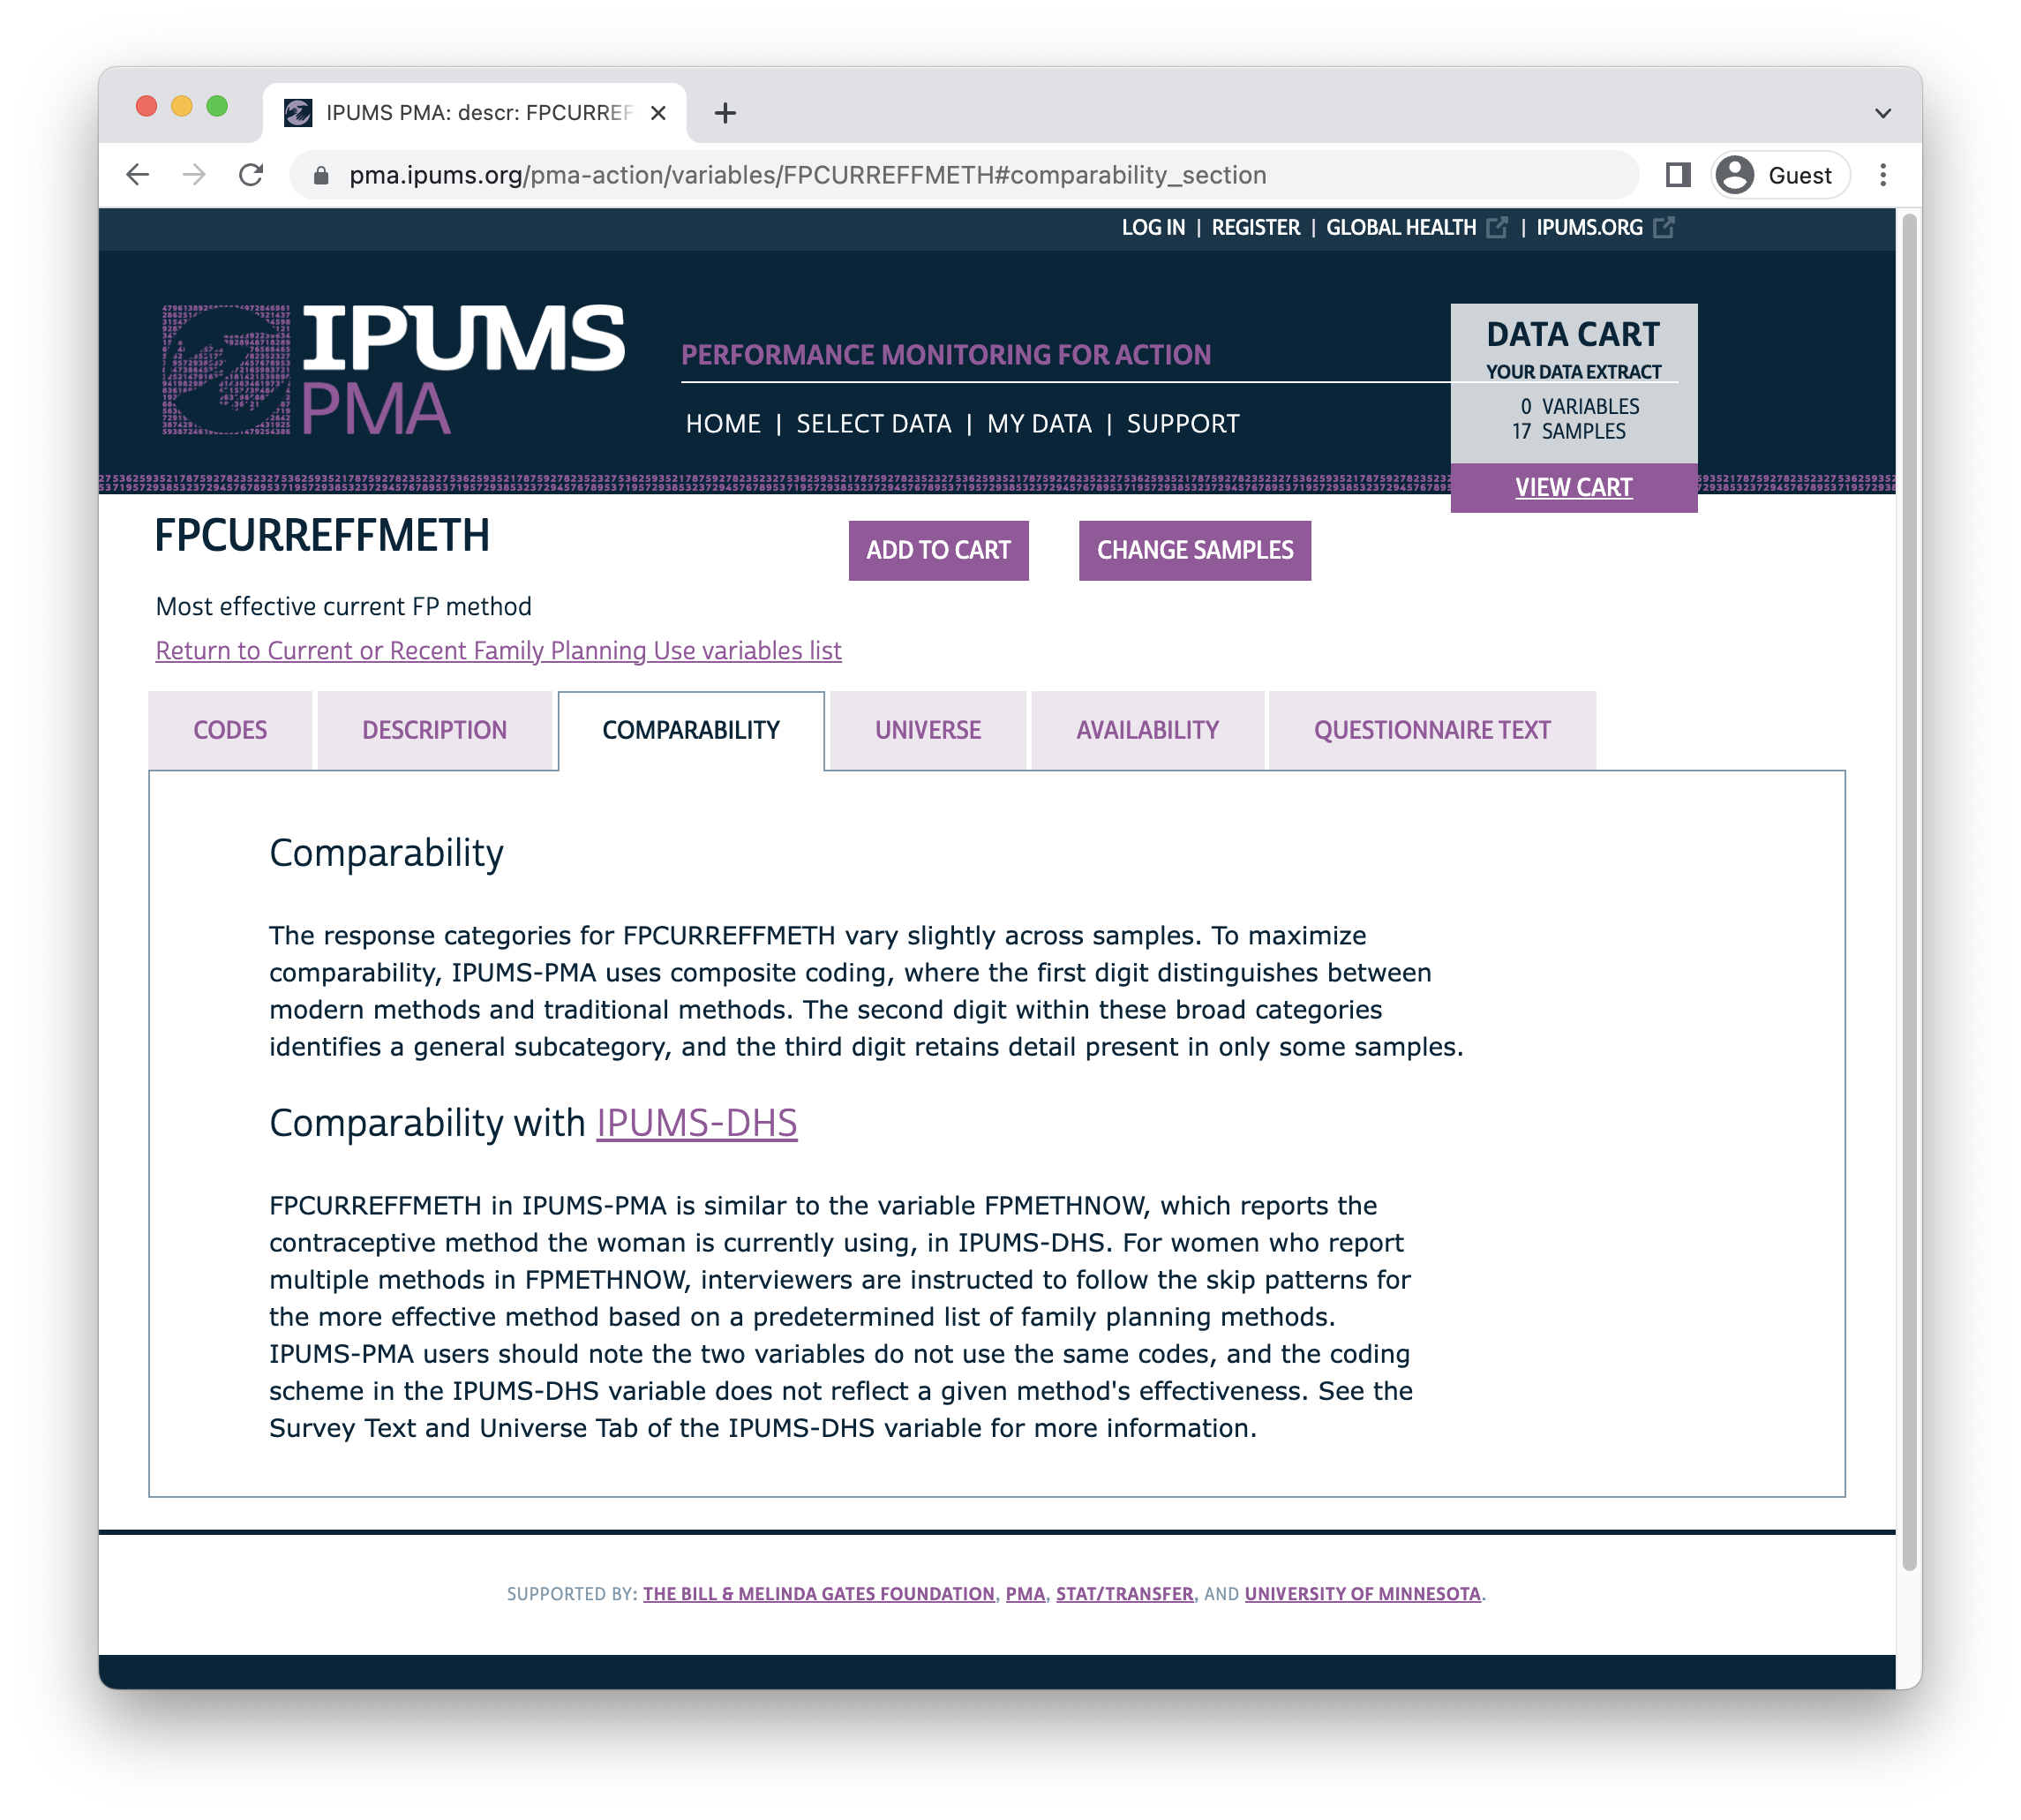 IPUMS PMA: descr: FPCURREF
pma.ipums.org/pma-action/variables/FPCURREFFMETH#comparability_section
Guest
LOG IN | REGISTER | GLOBAL HEALTH | IPUMS.ORG
IPUMS
PMA
PERFORMANCE MONITORING FOR ACTION
HOME | SELECT DATA | MY DATA | SUPPORT
DATA CART
YOUR DATA EXTRACT
0 VARIABLES
17 SAMPLES
VIEW CART
FPCURREFFMETH
ADD TO CART
CHANGE SAMPLES
Most effective current FP method
Return to Current or Recent Family Planning Use variables list
CODES
DESCRIPTION
COMPARABILITY
UNIVERSE
AVAILABILITY
QUESTIONNAIRE TEXT
Comparability
The response categories for FPCURREFFMETH vary slightly across samples. To maximize
comparability, IPUMS-PMA uses composite coding, where the first digit distinguishes between
modern methods and traditional methods. The second digit within these broad categories
identifies a general subcategory, and the third digit retains detail present in only some samples.
Comparability with IPUMS-DHS
FPCURREFFMETH in IPUMS-PMA is similar to the variable FPMETHNOW, which reports the
contraceptive method the woman is currently using, in IPUMS-DHS. For women who report
multiple methods in FPMETHNOW, interviewers are instructed to follow the skip patterns for
the more effective method based on a predetermined list of family planning methods.
IPUMS-PMA users should note the two variables do not use the same codes, and the coding
scheme in the IPUMS-DHS variable does not reflect a given method's effectiveness. See the
Survey Text and Universe Tab of the IPUMS-DHS variable for more information.
SUPPORTED BY: THE BILL & MELINDA GATES FOUNDATION, PMA, STAT/TRANSFER, AND UNIVERSITY OF MINNESOTA.